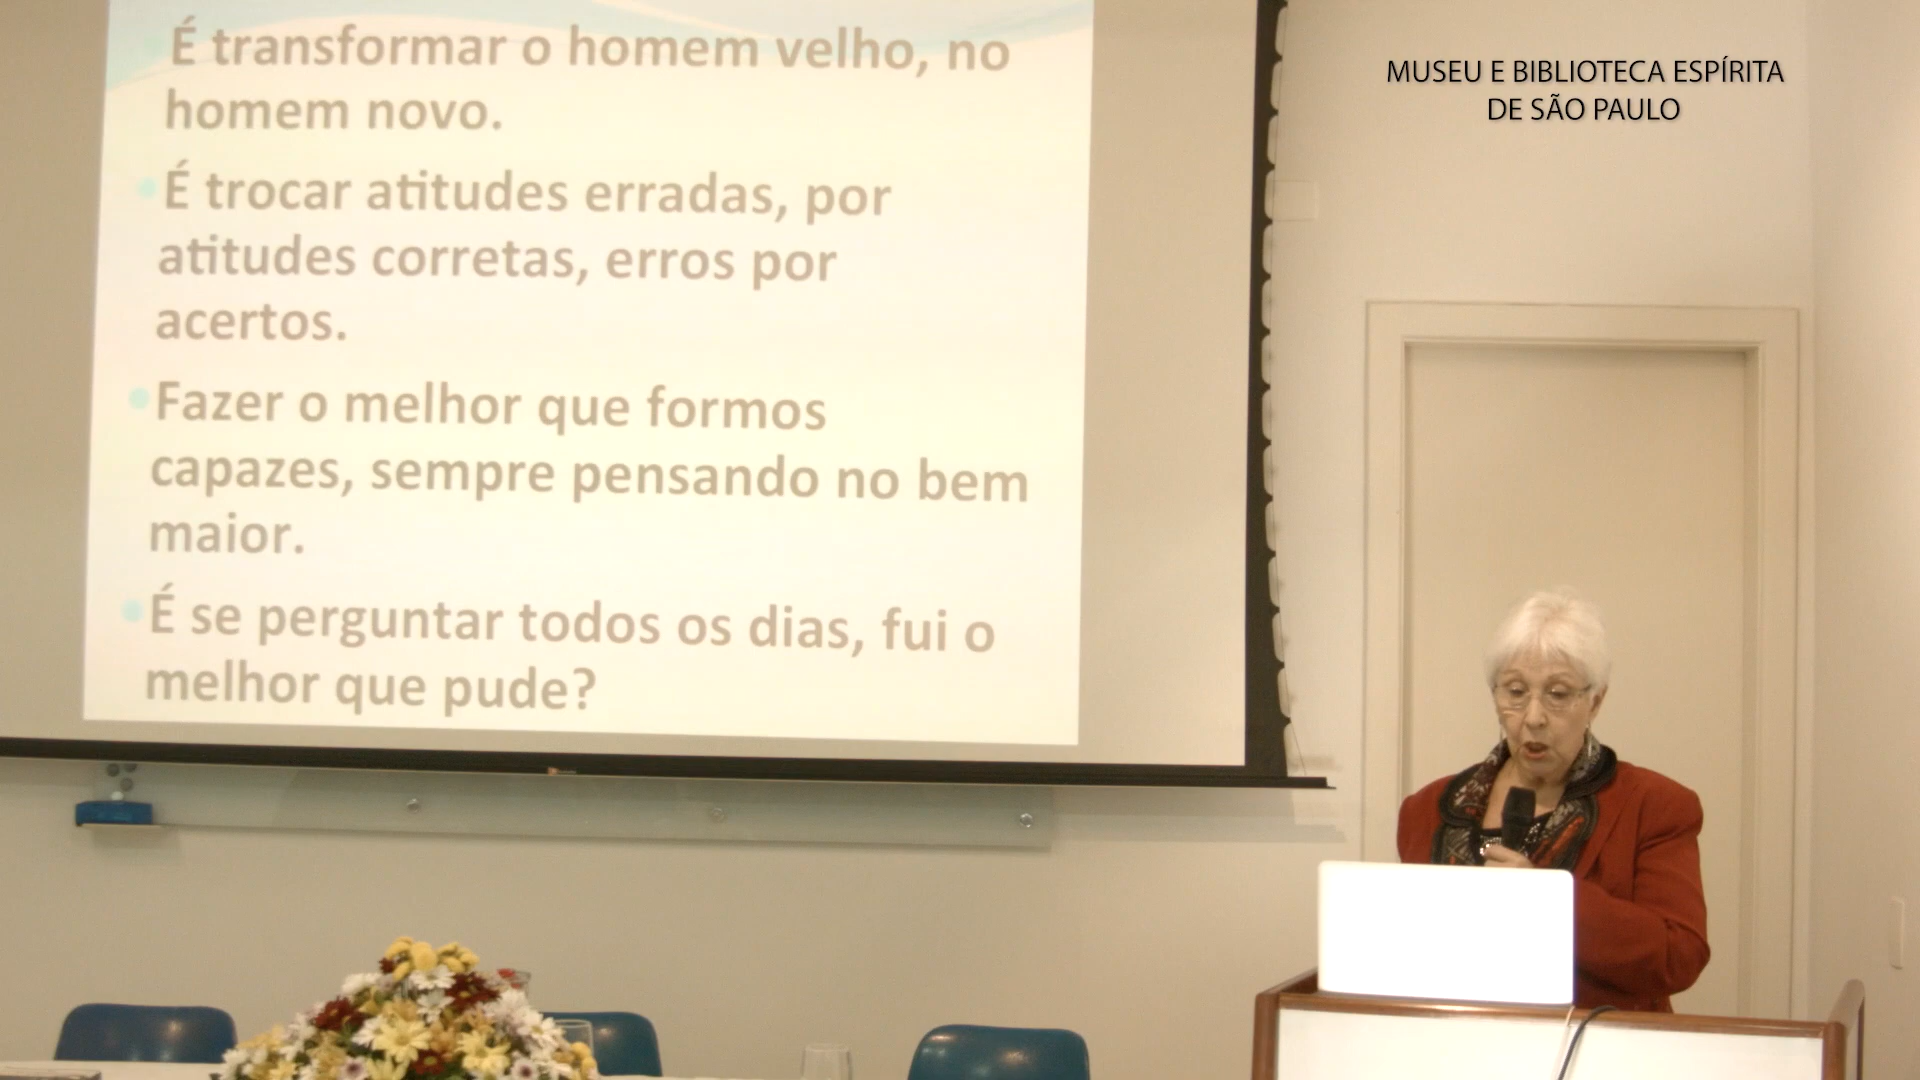 É transformar o homem velho, no
homem novo.
É trocar atitudes erradas, por
atitudes corretas, erros por
acertos.
Fazer o melhor que formos
capazes, sempre pensando no bem
maior.
É se perguntar todos os dias, fui o
melhor que pude?
MUSEU E BIBLIOTECA ESPÍRITA
DE SÃO PAULO